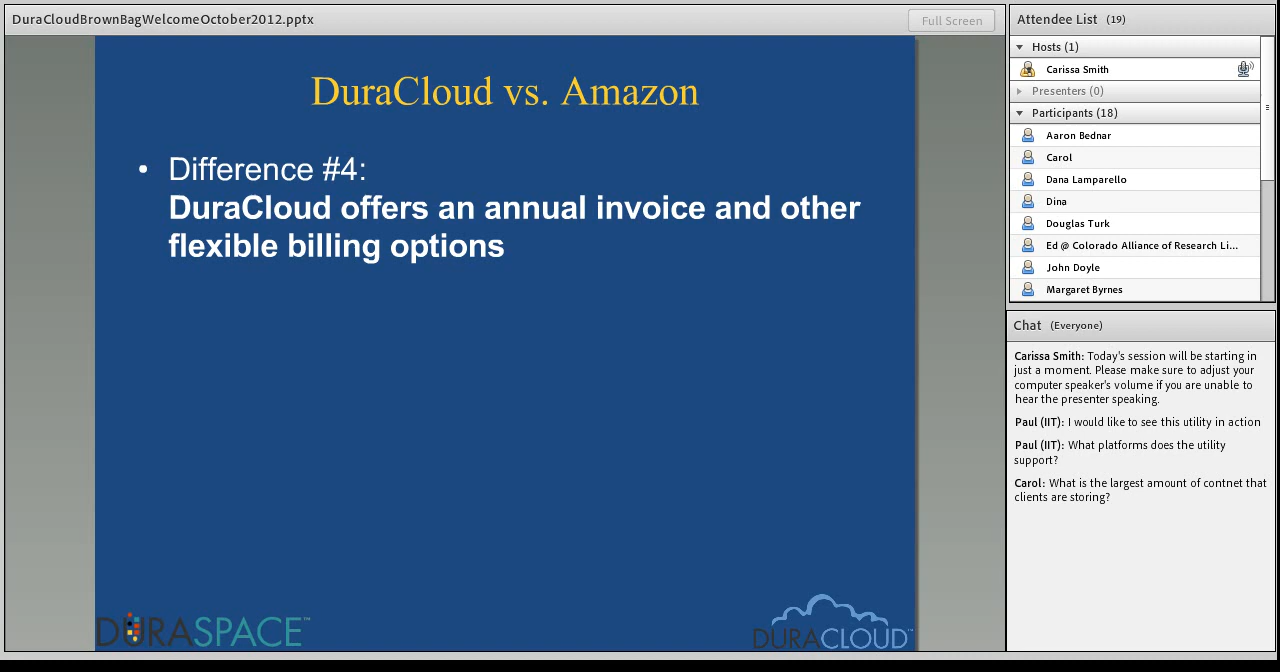 DuraCloudBrownBagWelcomeOctober2012.pptx
Full Screen
DuraCloud vs. Amazon
• Difference #4:
DuraCloud offers an annual invoice and other
flexible billing options
DURASPACE™
DURACLOUD™
Attendee List (19)
Hosts (1)
Carissa Smith
Presenters (0)
Participants (18)
Aaron Bednar
Carol
Dana Lamparello
Dina
Douglas Turk
Ed @ Colorado Alliance of Research Li...
John Doyle
Margaret Byrnes
Chat (Everyone)
Carissa Smith: Today's session will be starting in
just a moment. Please make sure to adjust your
computer speaker's volume if you are unable to
hear the presenter speaking.
Paul (IIT): I would like to see this utility in action
Paul (IIT): What platforms does the utility
support?
Carol: What is the largest amount of contnet that
clients are storing?